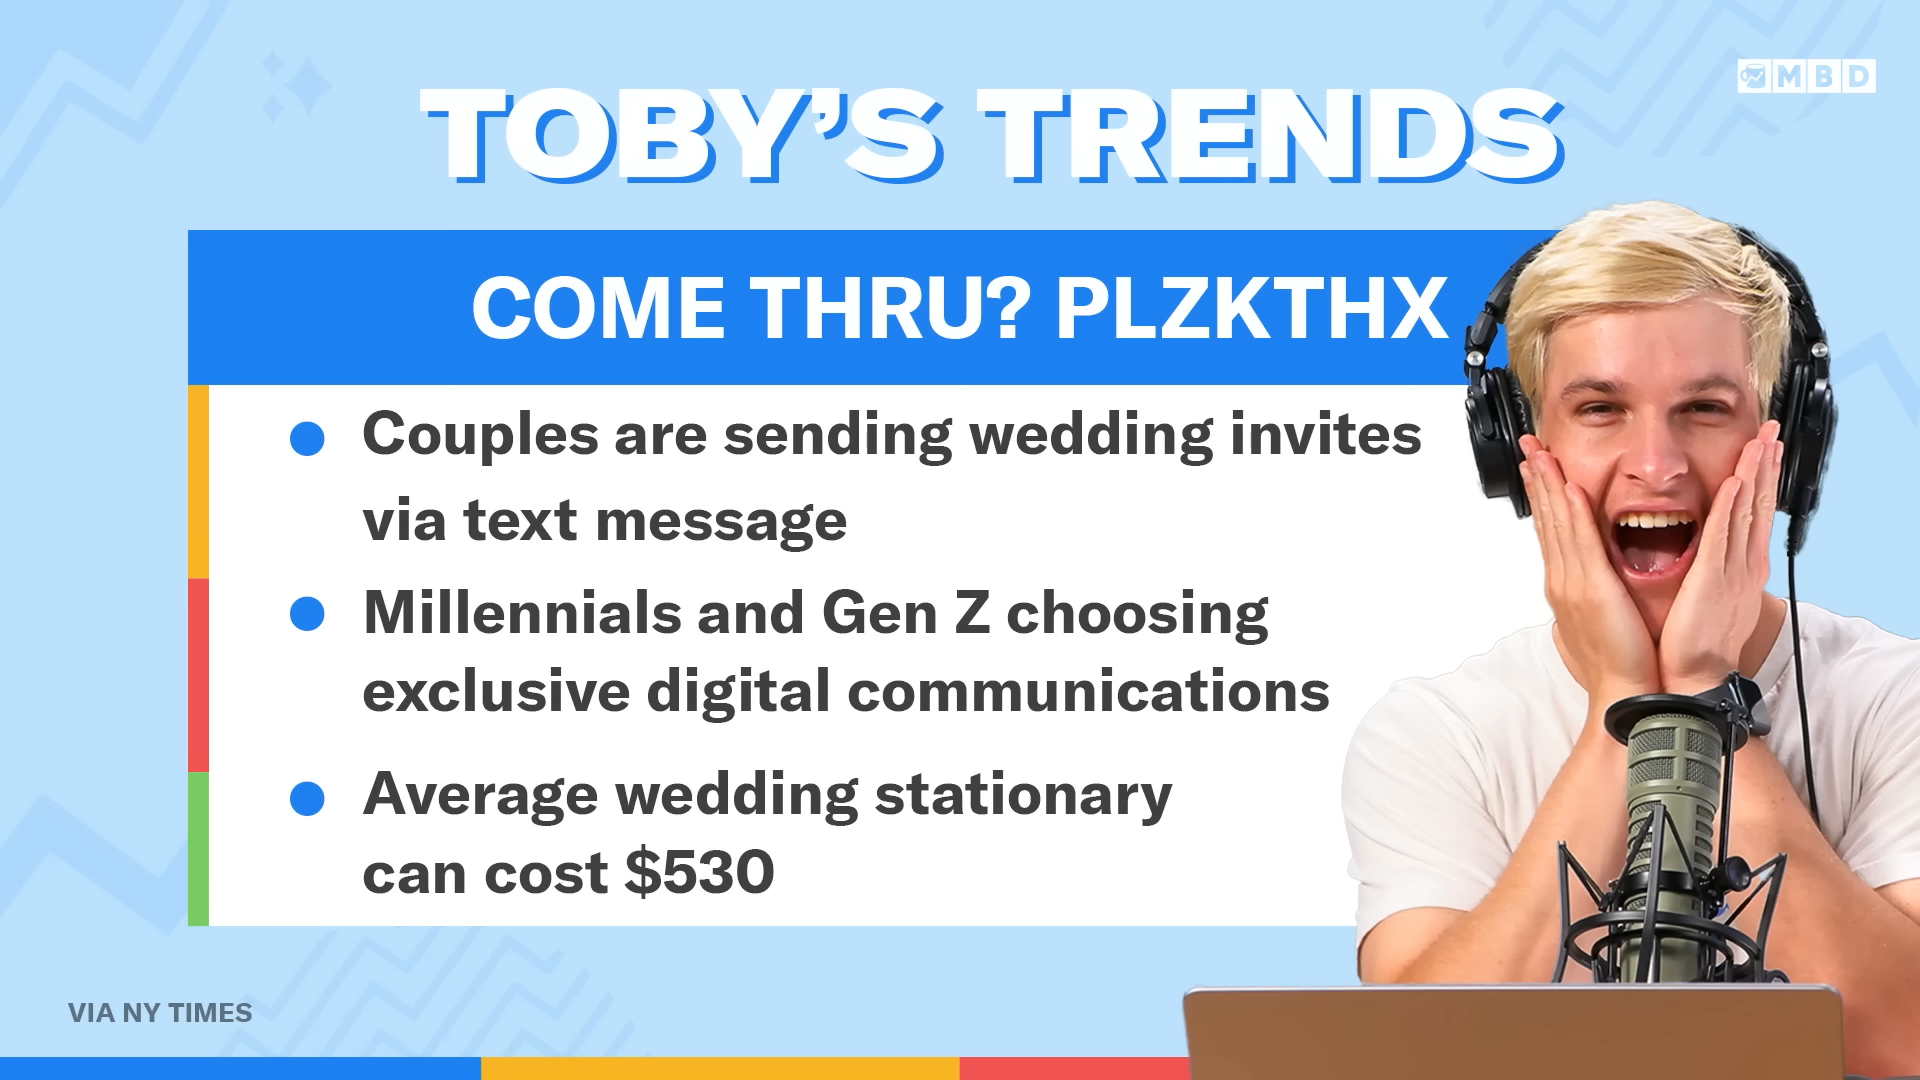 MBD
TOBY'S TRENDS
COME THRU? PLZKTHX
Couples are sending wedding invites
via text message
Millennials and Gen Z choosing
exclusive digital communications
Average wedding stationary
can cost $530
VIA NY TIMES